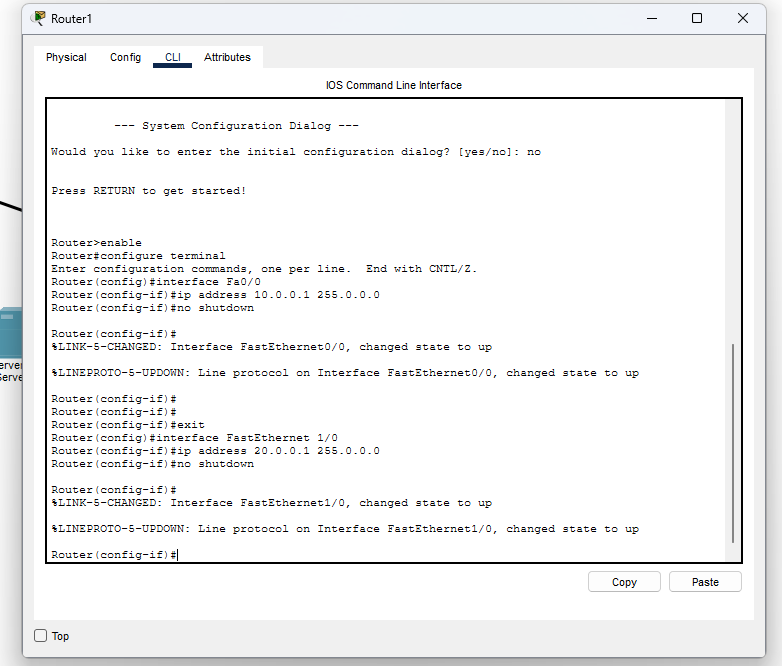 Router1
Physical Config CLI Attributes
IOS Command Line Interface
--- System Configuration Dialog ---
Would you like to enter the initial configuration dialog? [yes/no]: no
Press RETURN to get started!
Router>enable
Router#configure terminal
Enter configuration commands, one per line.  End with CNTL/Z.
Router(config)#interface Fa0/0
Router(config-if)#ip address 10.0.0.1 255.0.0.0
Router(config-if)#no shutdown
Router(config-if)#
%LINK-5-CHANGED: Interface FastEthernet0/0, changed state to up
%LINEPROTO-5-UPDOWN: Line protocol on Interface FastEthernet0/0, changed state to up
Router(config-if)#
Router(config-if)#
Router(config-if)#exit
Router(config)#interface FastEthernet 1/0
Router(config-if)#ip address 20.0.0.1 255.0.0.0
Router(config-if)#no shutdown
Router(config-if)#
%LINK-5-CHANGED: Interface FastEthernet1/0, changed state to up
%LINEPROTO-5-UPDOWN: Line protocol on Interface FastEthernet1/0, changed state to up
Router(config-if)#
Copy Paste
Top